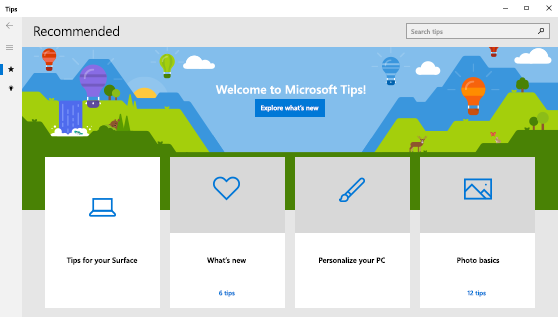 Tips
Recommended
Search tips
Welcome to Microsoft Tips!
Explore what's new
Tips for your Surface
What's new
6 tips
Personalize your PC
Photo basics
12 tips